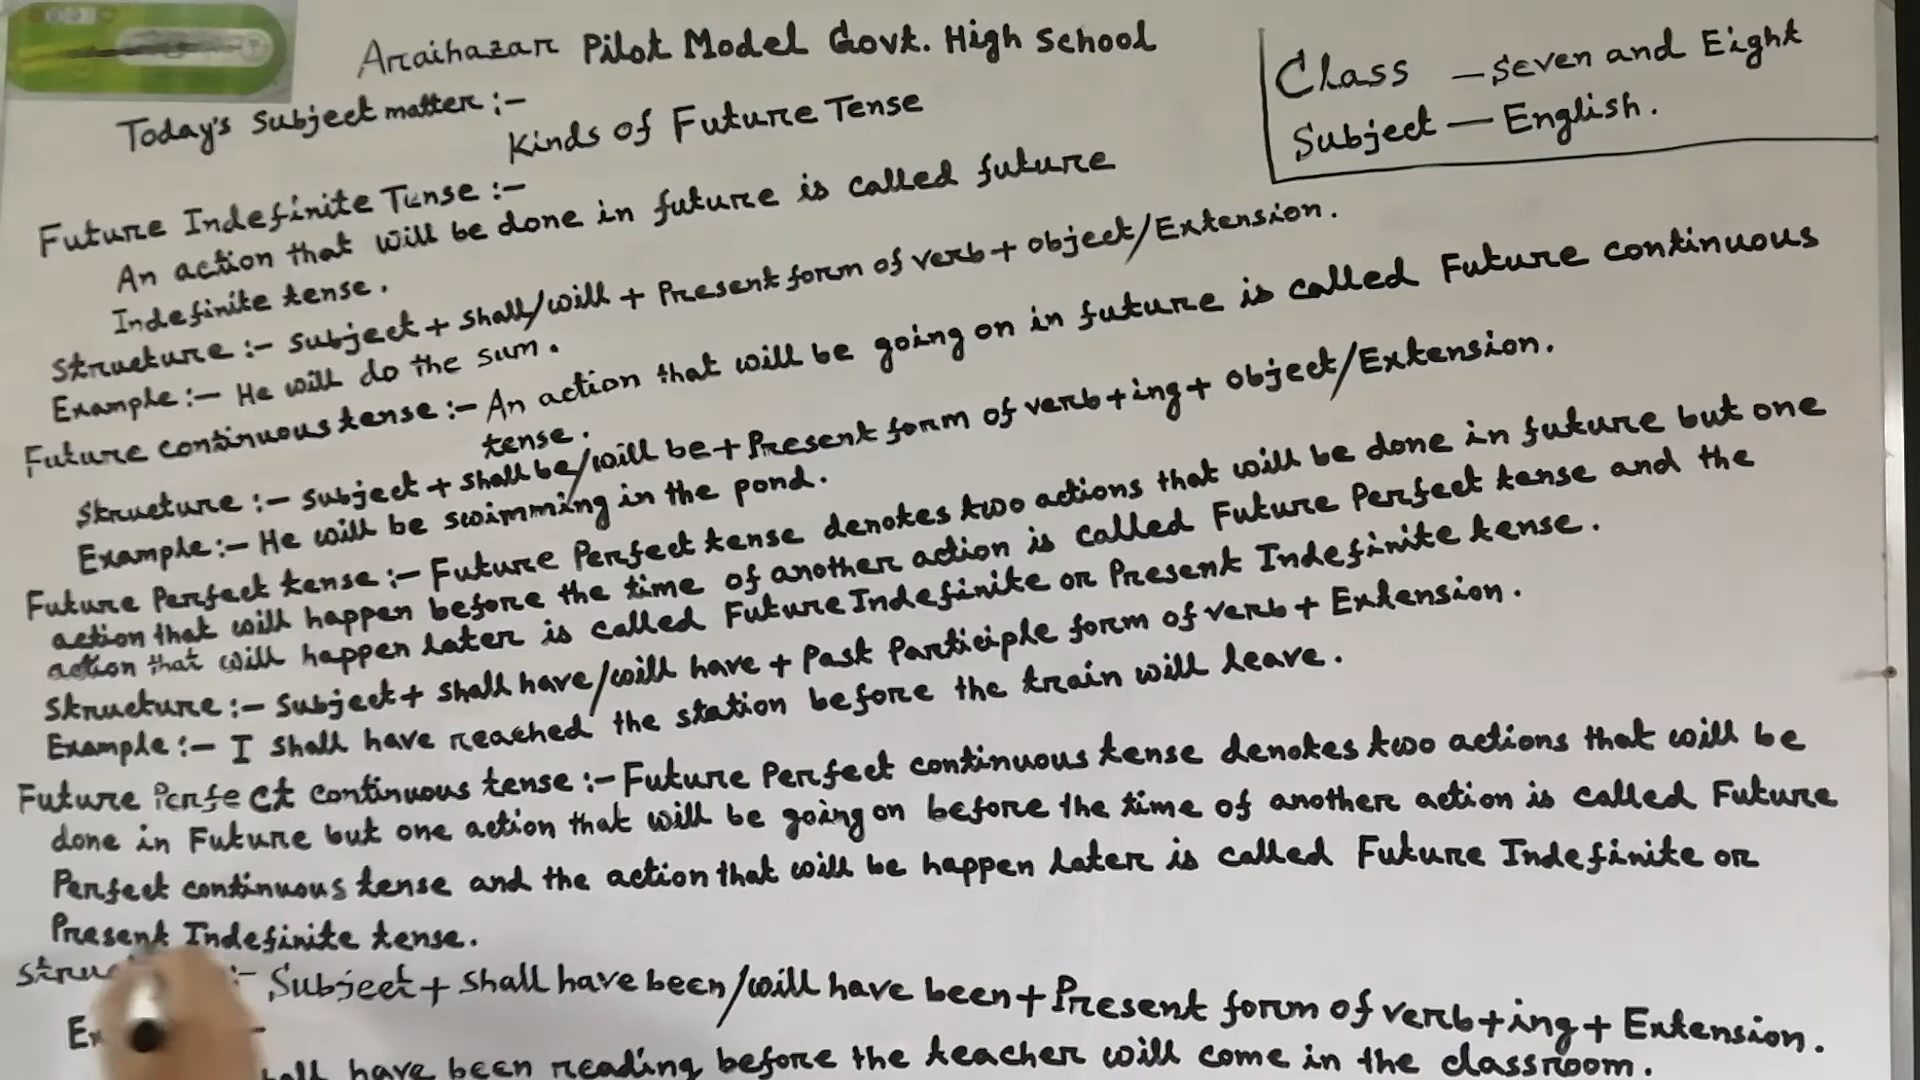 Araihazar Pilot Model Govt. High School
Class – Seven and Eight
Subject – English.
Today's Subject matter :-
Kinds of Future Tense
Future Indefinite Tense :-
An action that will be done in future is called future
Indefinite tense.
Structure :- Subject + shall/will + Present form of verb + object/Extension.
Example :- He will do the sum.
Future continuous tense :- An action that will be going on in future is called Future continuous
tense.
Structure :- Subject + shall be/will be + Present form of verb + ing + object/Extension.
Example :- He will be swimming in the pond.
Future Perfect tense :- Future Perfect tense denotes two actions that will be done in future but one
action that will happen before the time of another action is called Future Perfect tense and the
action that will happen later is called Future Indefinite or Present Indefinite tense.
Structure :- Subject + shall have/will have + Past Participle form of verb + Extension.
Example :- I shall have reached the station before the train will leave.
Future Perfect continuous tense :- Future Perfect continuous tense denotes two actions that will be
done in Future but one action that will be going on before the time of another action is called Future
Perfect continuous tense and the action that will be happen later is called Future Indefinite or
Present Indefinite tense.
:- Subject + shall have been/will have been + Present form of verb + ing + Extension.
have been reading before the teacher will come in the classroom.